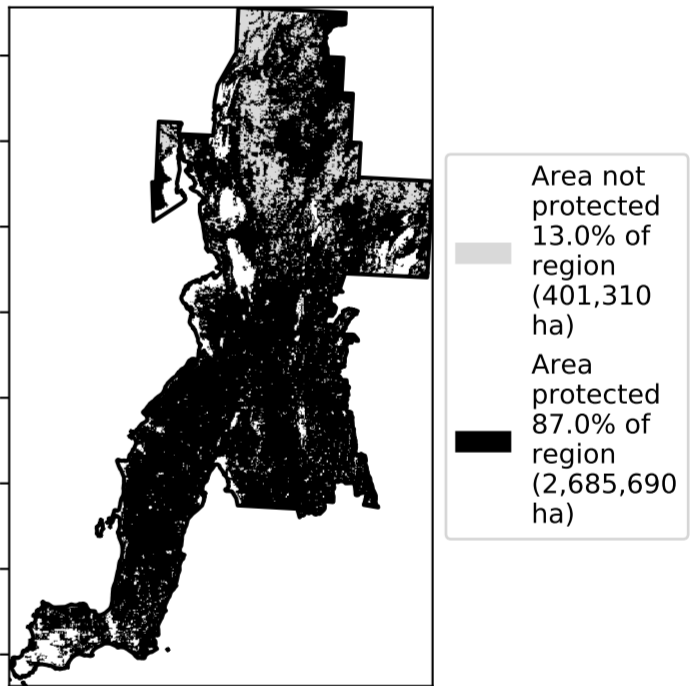 Area not
protected
13.0% of
region
(401,310
ha)
Area
protected
87.0% of
region
(2,685,690
ha)